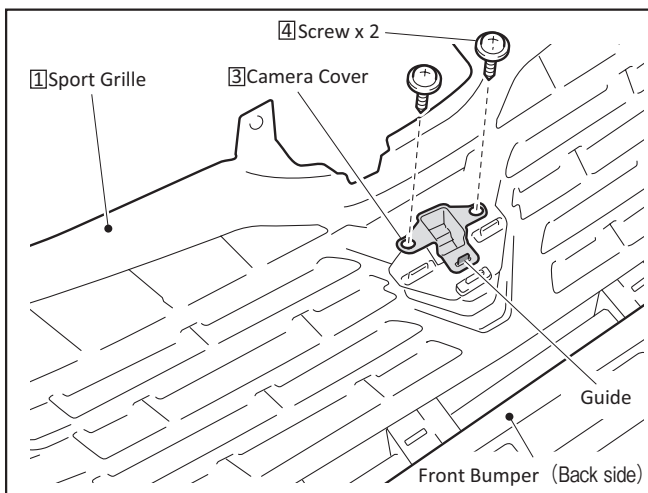 4 Screw x 2
1 Sport Grille
3 Camera Cover
Guide
Front Bumper (Back side)